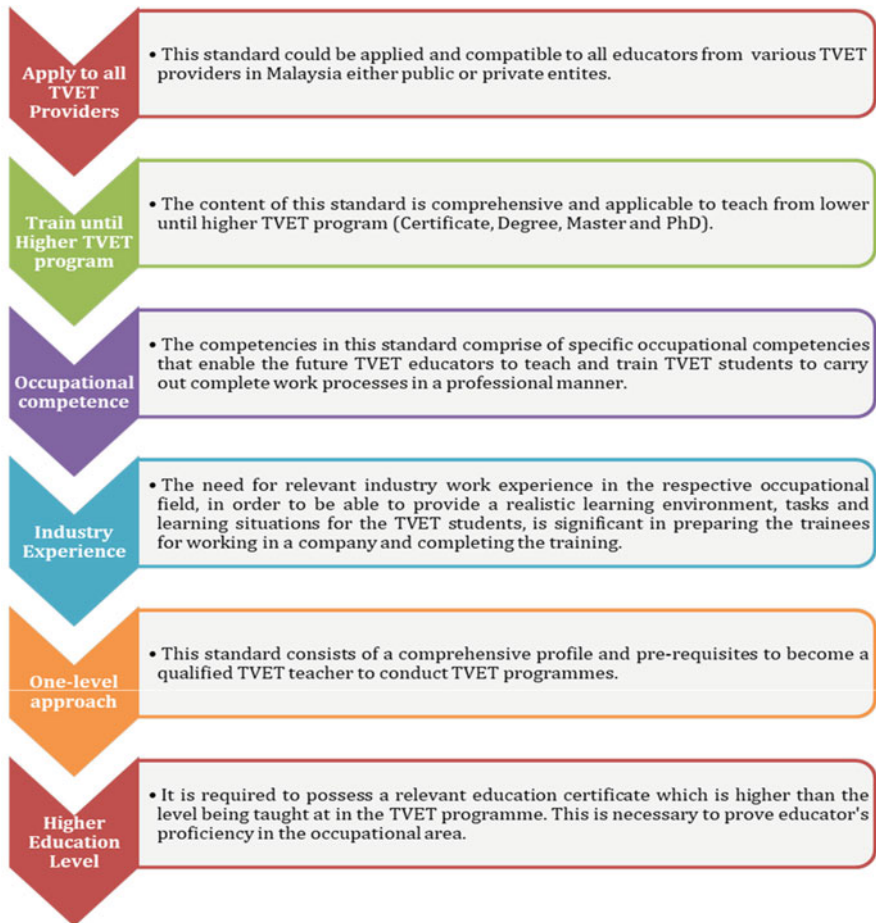 Apply to all
TVET
Providers
• This standard could be applied and compatible to all educators from various TVET
providers in Malaysia either public or private entites.
Train until
Higher TVET
program
• The content of this standard is comprehensive and applicable to teach from lower
until higher TVET program (Certificate, Degree, Master and PhD).
Occupational
competence
• The competencies in this standard comprise of specific occupational competencies
that enable the future TVET educators to teach and train TVET students to carry
out complete work processes in a professional manner.
Industry
Experience
• The need for relevant industry work experience in the respective occupational
field, in order to be able to provide a realistic learning environment, tasks and
learning situations for the TVET students, is significant in preparing the trainees
for working in a company and completing the training.
One-level
approach
• This standard consists of a comprehensive profile and pre-requisites to become a
qualified TVET teacher to conduct TVET programmes.
Higher
Education
Level
• It is required to possess a relevant education certificate which is higher than the
level being taught at in the TVET programme. This is necessary to prove educator's
proficiency in the occupational area.